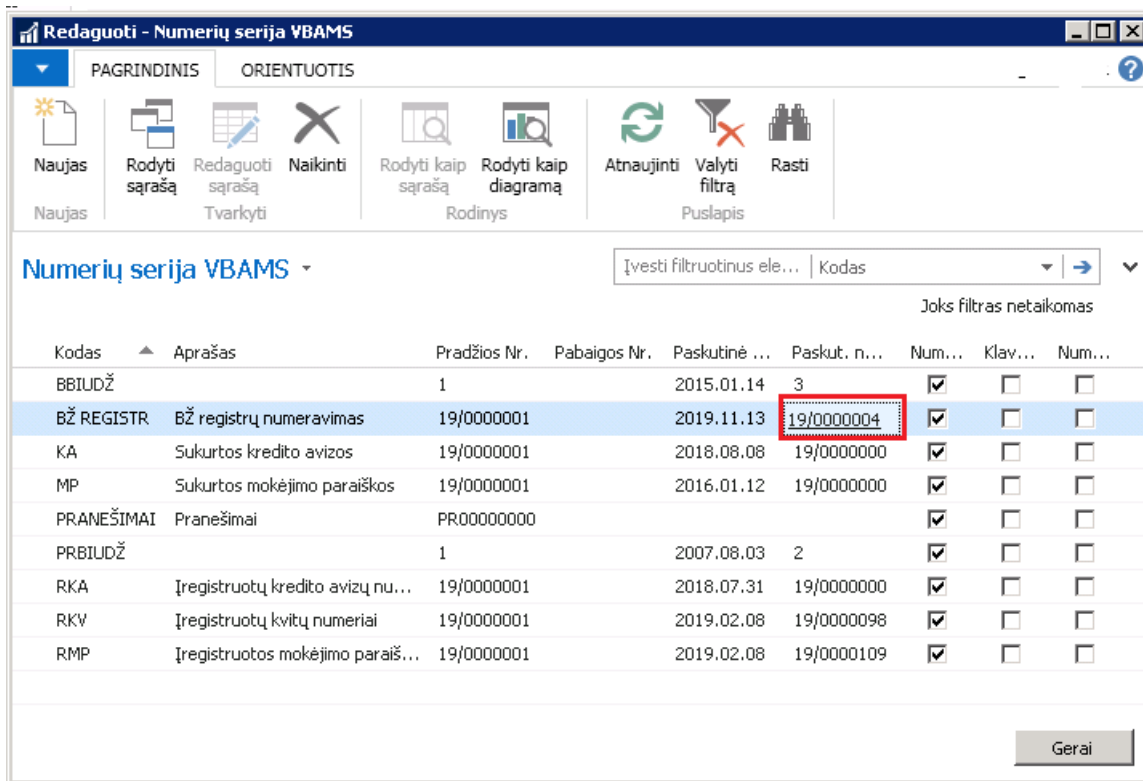 Redaguoti - Numerių serija VBAMS
PAGRINDINIS ORIENTUOTIS
Naujas Rodyti sąrašą Redaguoti sąrašą Naikinti Rodyti kaip sąrašą Rodyti kaip diagramą Atnaujinti Valyti filtrą Rasti
Naujas Tvarkyti Rodinys Puslapis
Numerių serija VBAMS Įvesti filtruotinus ele... Kodas
Joks filtras netaikomas
Kodas Aprašas Pradžios Nr. Pabaigos Nr. Paskutinė ... Paskut. n... Num... Klav... Num...
BBIUDŽ 1 2015.01.14 3
BŽ REGISTR BŽ registrų numeravimas 19/0000001 2019.11.13 19/0000004
KA Sukurtos kredito avizos 19/0000001 2018.08.08 19/0000000
MP Sukurtos mokėjimo paraiškos 19/0000001 2016.01.12 19/0000000
PRANEŠIMAI Pranešimai PR00000000
PRBIUDŽ 1 2007.08.03 2
RKA Įregistruotų kredito avizų nu... 19/0000001 2018.07.31 19/0000000
RKV Įregistruotų kvitų numeriai 19/0000001 2019.02.08 19/0000098
RMP Įregistruotos mokėjimo paraiš... 19/0000001 2019.02.08 19/0000109
Gerai